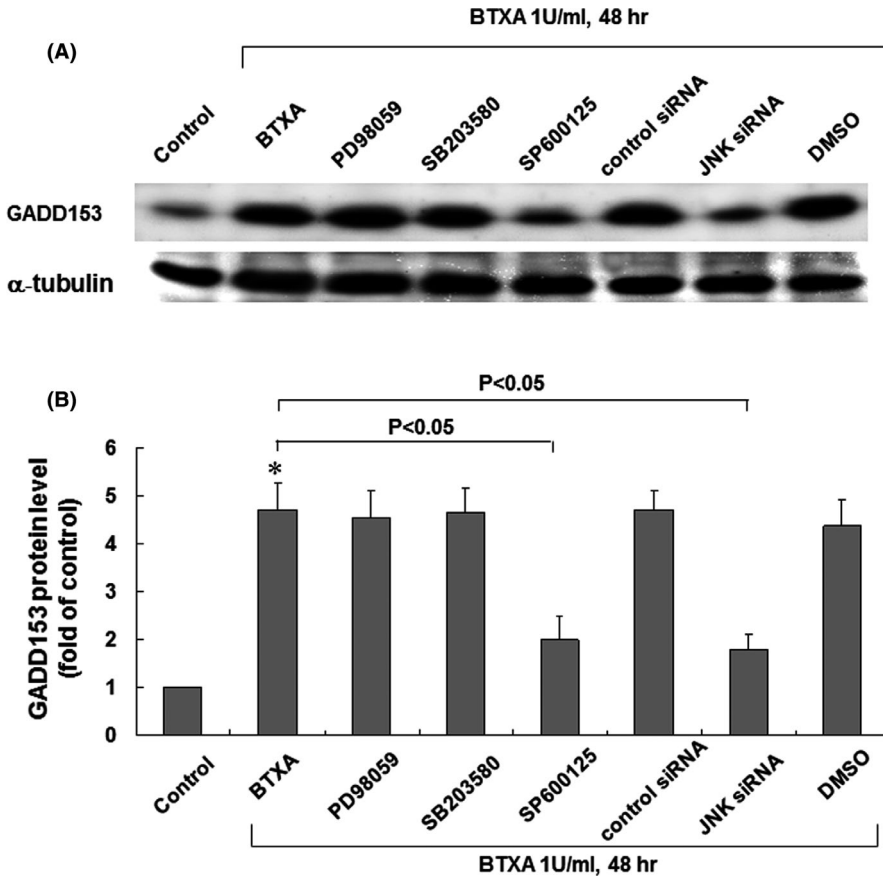 BTXA 1U/ml, 48 hr
(A)
Control
BTXA
PD98059
SB203580
SP600125
control siRNA
JNK siRNA
DMSO
GADD153
α-tubulin
(B)
P<0.05
P<0.05
GADD153 protein level
(fold of control)
6
5
4
3
2
1
0
*
Control
BTXA
PD98059
SB203580
SP600125
control siRNA
JNK siRNA
DMSO
BTXA 1U/ml, 48 hr